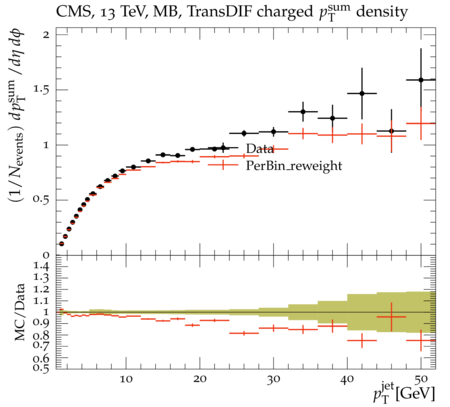 CMS, 13 TeV, MB, TransDIF charged p_T^sum density
(1/N_events) dp_T^sum/dη dϕ
2
1.5
1
0.5
0
Data
PerBin_reweight
MC/Data
1.4
1.3
1.2
1.1
1
0.9
0.8
0.7
0.6
0.5
10 20 30 40 50
p_T^jet [GeV]